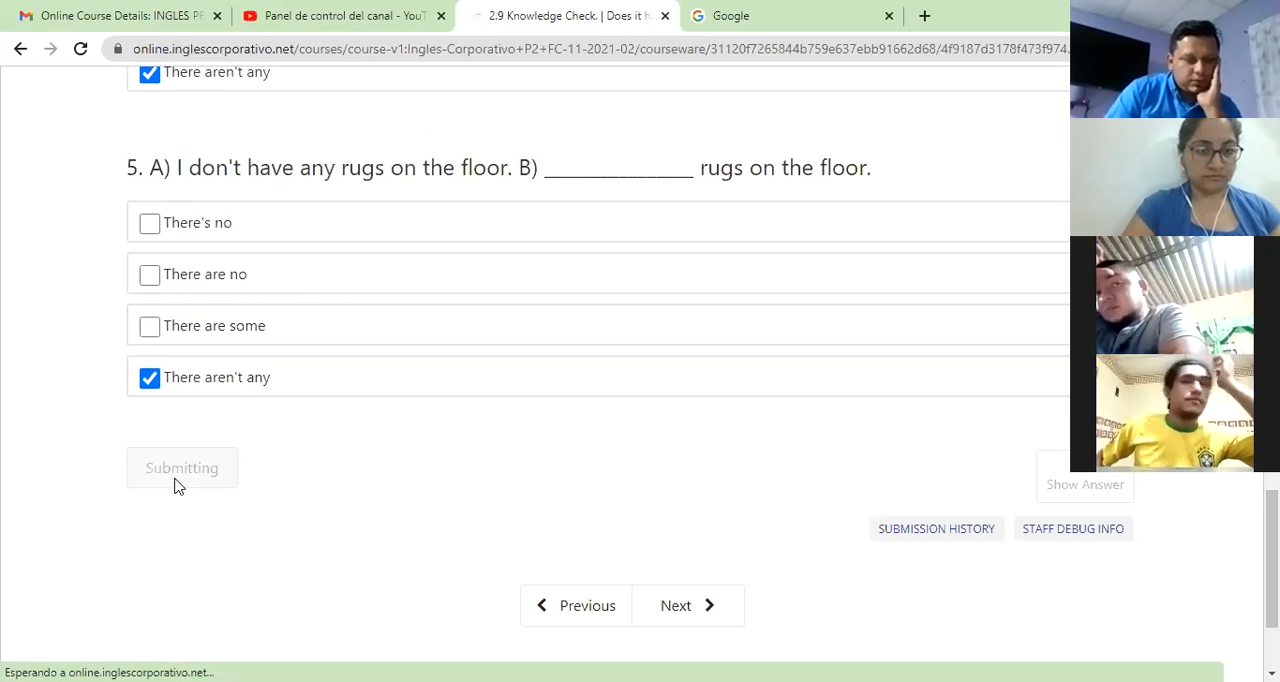 Online Course Details: INGLES PE
Panel de control del canal - YouT
2.9 Knowledge Check. | Does it h
Google
online.inglescorporativo.net/courses/course-v1:Ingles-Corporativo+P2+FC-11-2021-02/courseware/31120f7265844b759e637ebb91662d68/4f9187d3178f473f974
There aren't any
5. A) I don't have any rugs on the floor. B) ________________ rugs on the floor.
There's no
There are no
There are some
There aren't any
Submitting
Show Answer
SUBMISSION HISTORY
STAFF DEBUG INFO
Previous
Next
Esperando a online.inglescorporativo.net...